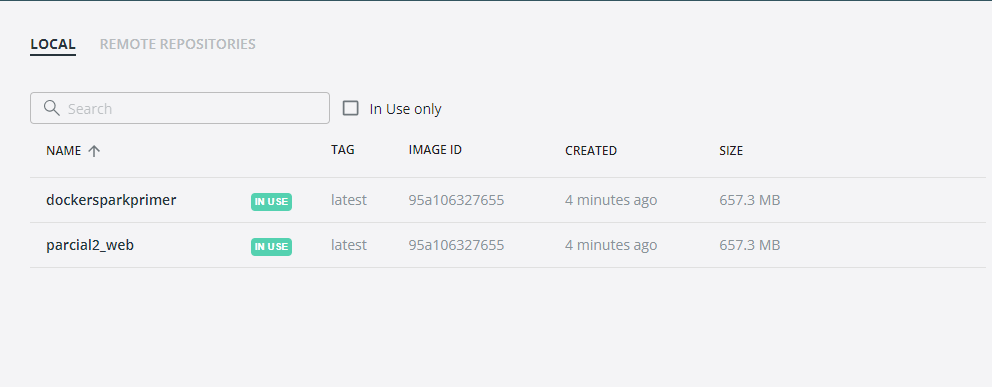 LOCAL REMOTE REPOSITORIES
Search In Use only
NAME TAG IMAGE ID CREATED SIZE
dockersparkprimer IN USE latest 95a106327655 4 minutes ago 657.3 MB
parcial2_web IN USE latest 95a106327655 4 minutes ago 657.3 MB